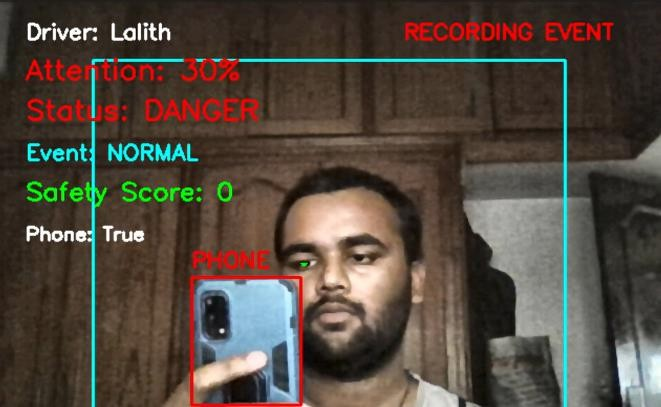 Driver: Lalith
RECORDING EVENT
Attention: 30%
Status: DANGER
Event: NORMAL
Safety Score: 0
Phone: True
PHONE